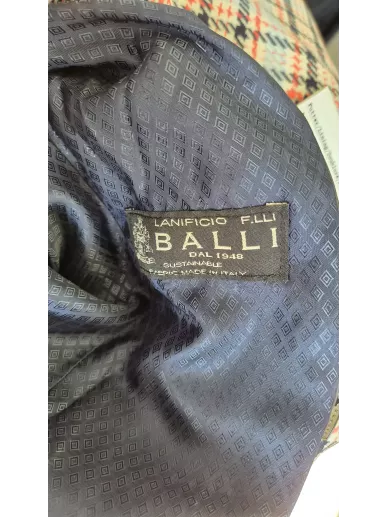 LANIFICIO F.LLI
BALLI
DAL 1948
SUSTAINABLE
FABRIC MADE IN ITALY